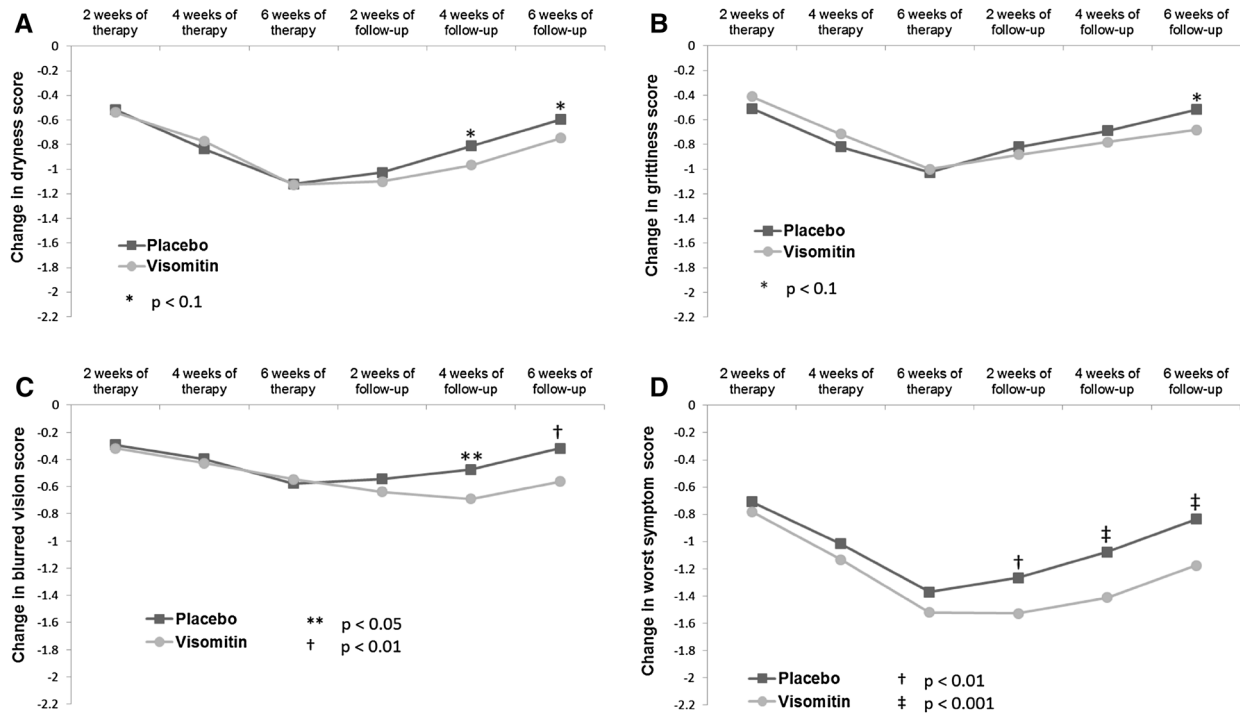 A
2 weeks of therapy
4 weeks of therapy
6 weeks of therapy
2 weeks of follow-up
4 weeks of follow-up
6 weeks of follow-up
0
-0.2
-0.4
-0.6
-0.8
-1
-1.2
-1.4
-1.6
-1.8
-2
-2.2
Change in dryness score
*
*
Placebo
Visomitin
* p < 0.1
B
2 weeks of therapy
4 weeks of therapy
6 weeks of therapy
2 weeks of follow-up
4 weeks of follow-up
6 weeks of follow-up
0
-0.2
-0.4
-0.6
-0.8
-1
-1.2
-1.4
-1.6
-1.8
-2
-2.2
Change in grittiness score
*
Placebo
Visomitin
* p < 0.1
C
2 weeks of therapy
4 weeks of therapy
6 weeks of therapy
2 weeks of follow-up
4 weeks of follow-up
6 weeks of follow-up
0
-0.2
-0.4
-0.6
-0.8
-1
-1.2
-1.4
-1.6
-1.8
-2
-2.2
Change in blurred vision score
**
†
Placebo
Visomitin
** p < 0.05
† p < 0.01
D
2 weeks of therapy
4 weeks of therapy
6 weeks of therapy
2 weeks of follow-up
4 weeks of follow-up
6 weeks of follow-up
0
-0.2
-0.4
-0.6
-0.8
-1
-1.2
-1.4
-1.6
-1.8
-2
-2.2
Change in worst symptom score
†
‡
‡
Placebo
Visomitin
† p < 0.01
‡ p < 0.001